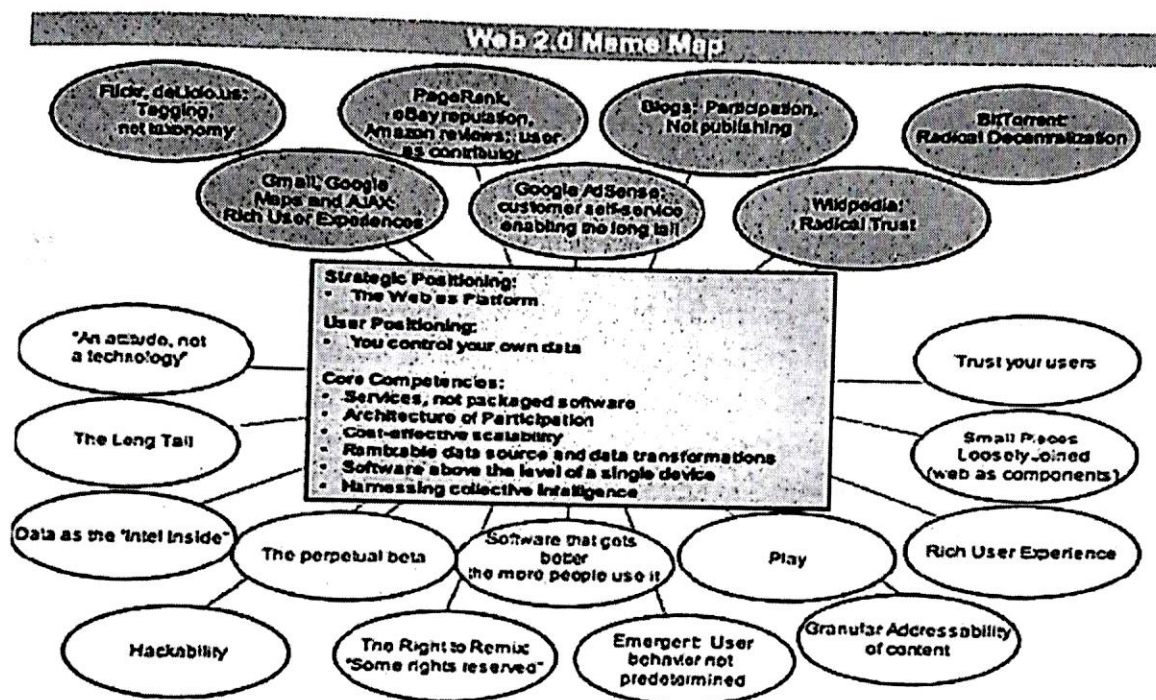 Web 2.0 Meme Map
Flickr, del.icio.us:
Tagging,
not taxonomy
PageRank,
eBay reputation,
Amazon reviews: user
as contributor
Blogs: Participation,
Not publishing
BitTorrent:
Radical Decentralization
Gmail, Google
Maps and AJAX:
Rich User Experiences
Google AdSense:
customer self-service
enabling the long tail
Wikipedia:
Radical Trust
Strategic Positioning:
• The Web as Platform
User Positioning:
• You control your own data
Core Competencies:
• Services, not packaged software
• Architecture of Participation
• Cost-effective scalability
• Remixable data source and data transformations
• Software above the level of a single device
• Harnessing collective intelligence
"An attitude, not
a technology"
Trust your users
The Long Tail
Small Pieces
Loosely Joined
(web as components)
Data as the "Intel Inside"
The perpetual beta
Software that gets
better
the more people use it
Play
Rich User Experience
Hackability
The Right to Remix:
"Some rights reserved"
Emergent: User
behavior not
predetermined
Granular Addressability
of content